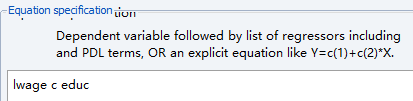 Equation specification
Dependent variable followed by list of regressors including
and PDL terms, OR an explicit equation like Y=c(1)+c(2)*X.
lwage c educ